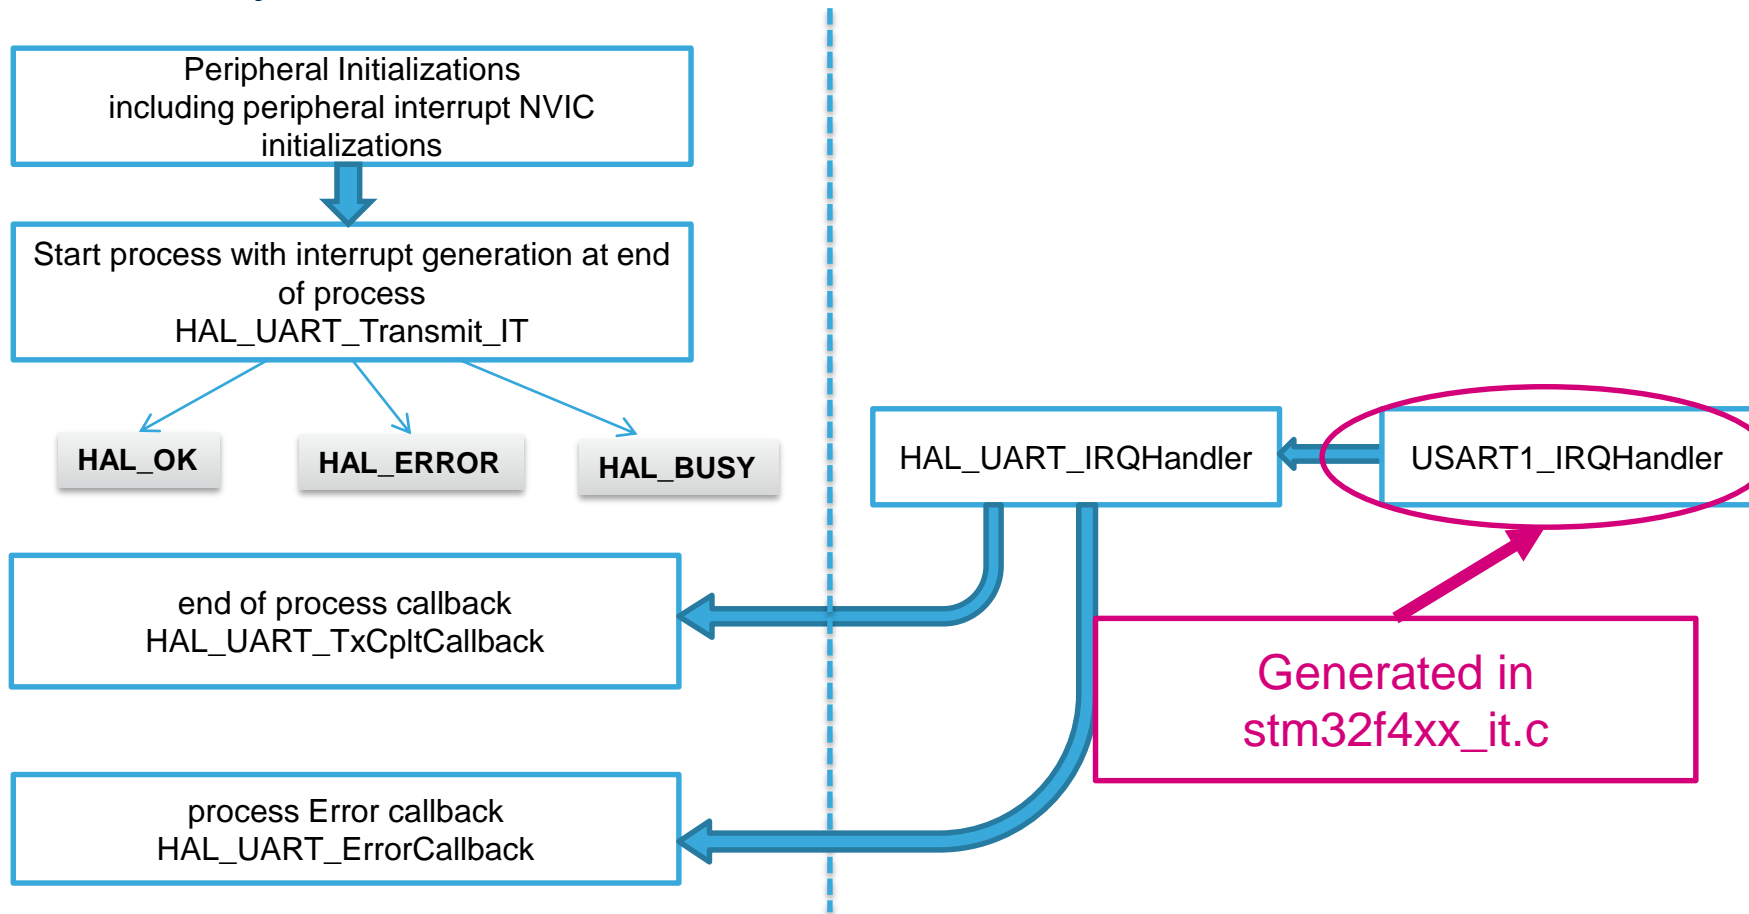 Peripheral Initializations
including peripheral interrupt NVIC
initializations
Start process with interrupt generation at end
of process
HAL_UART_Transmit_IT
HAL_OK
HAL_ERROR
HAL_BUSY
HAL_UART_IRQHandler
USART1_IRQHandler
end of process callback
HAL_UART_TxCpltCallback
Generated in
stm32f4xx_it.c
process Error callback
HAL_UART_ErrorCallback